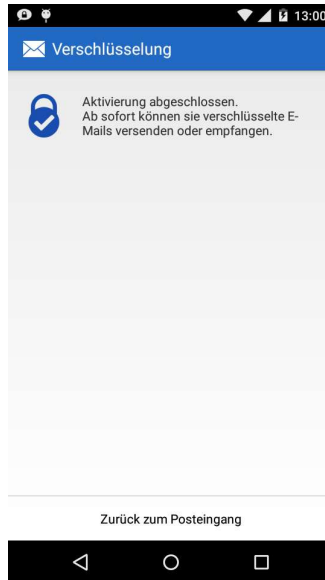 13:00
Verschlüsselung
Aktivierung abgeschlossen.
Ab sofort können sie verschlüsselte E-
Mails versenden oder empfangen.
Zurück zum Posteingang